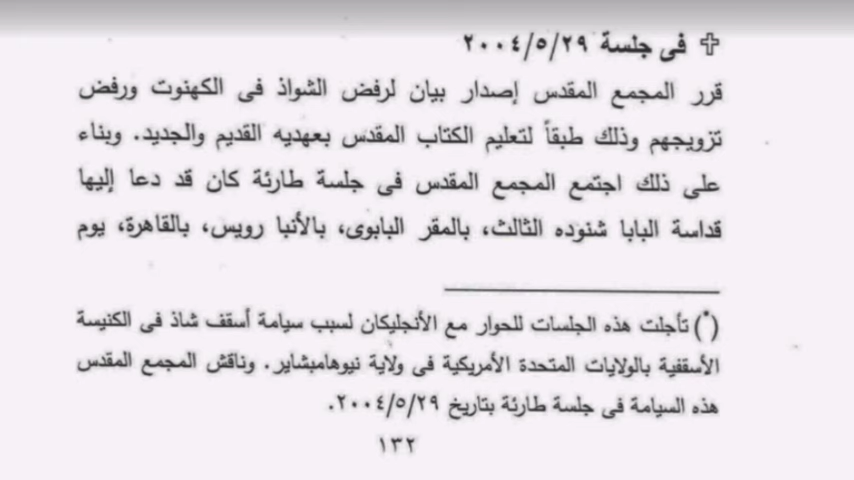 ✞ فى جلسة ٢٠٠٤/٥/٢٩
قرر المجمع المقدس إصدار بيان لرفض الشواذ فى الكهنوت ورفض
تزويجهم وذلك طبقاً لتعليم الكتاب المقدس بعهديه القديم والجديد. وبناء
على ذلك اجتمع المجمع المقدس فى جلسة طارئة كان قد دعا إليها
قداسة البابا شنوده الثالث، بالمقر البابوى، بالأنبا رويس، بالقاهرة، يوم
(*) تأجلت هذه الجلسات للحوار مع الأنجليكان لسبب سيامة أسقف شاذ فى الكنيسة
الأسقفية بالولايات المتحدة الأمريكية فى ولاية نيوهامبشاير. وناقش المجمع المقدس
هذه السيامة فى جلسة طارئة بتاريخ ٢٠٠٤/٥/٢٩.
١٣٢